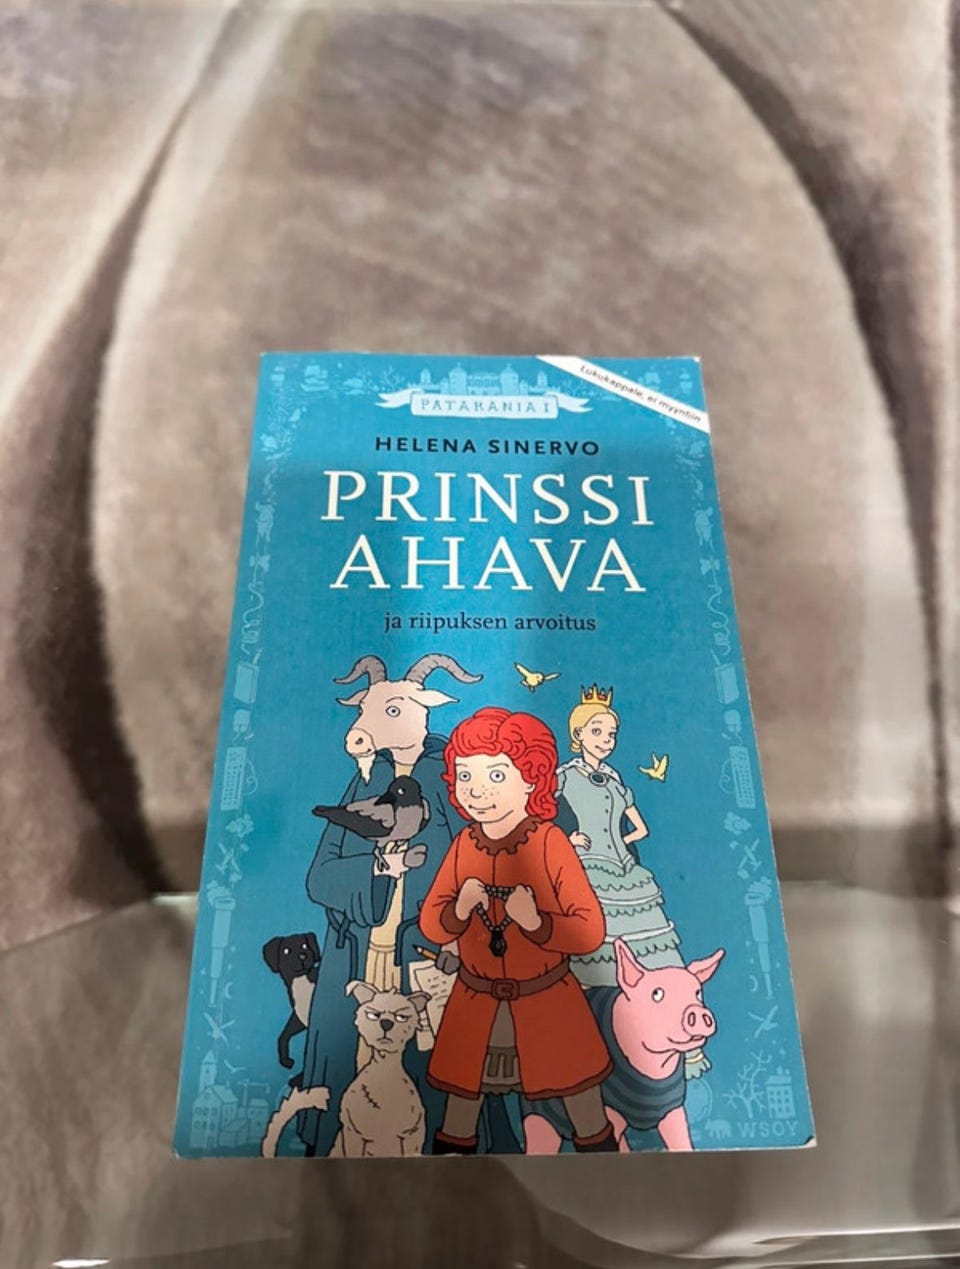 Lukukappale, ei myyntiin
PATARANIA I
HELENA SINERVO
PRINSSI
AHAVA
ja riipuksen arvoitus
WSOY